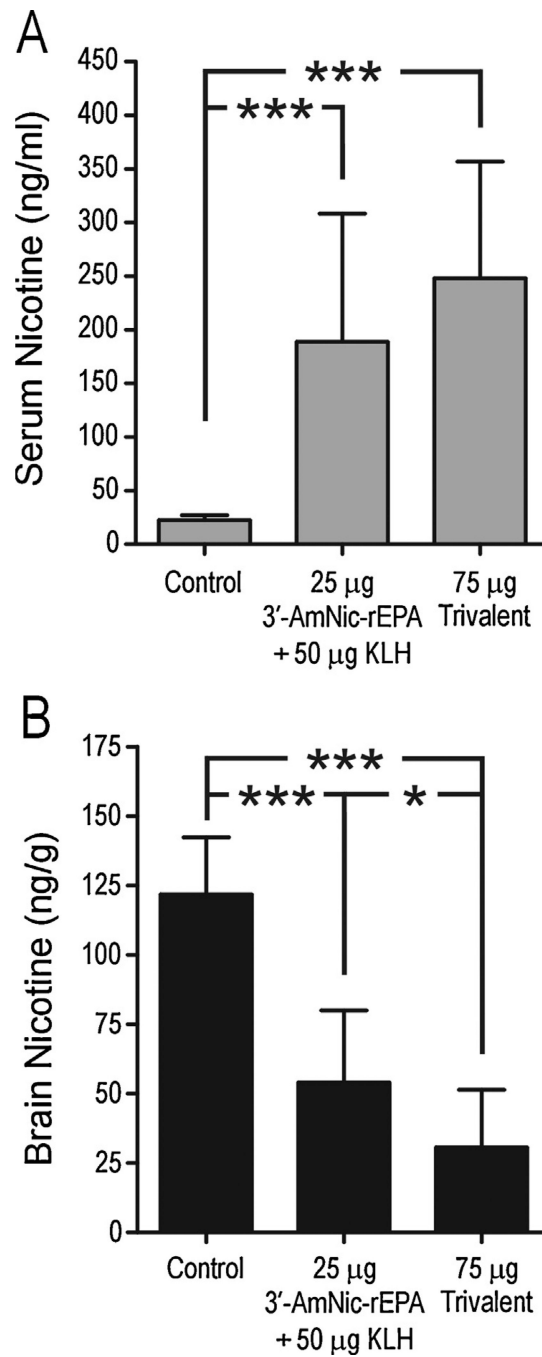 A
Serum Nicotine (ng/ml)
450
400
350
300
250
200
150
100
50
0
***
***
Control
25 μg
3′-AmNic-rEPA
+ 50 μg KLH
75 μg
Trivalent
B
Brain Nicotine (ng/g)
175
150
125
100
75
50
25
0
***
*** *
Control
25 μg
3′-AmNic-rEPA
+ 50 μg KLH
75 μg
Trivalent